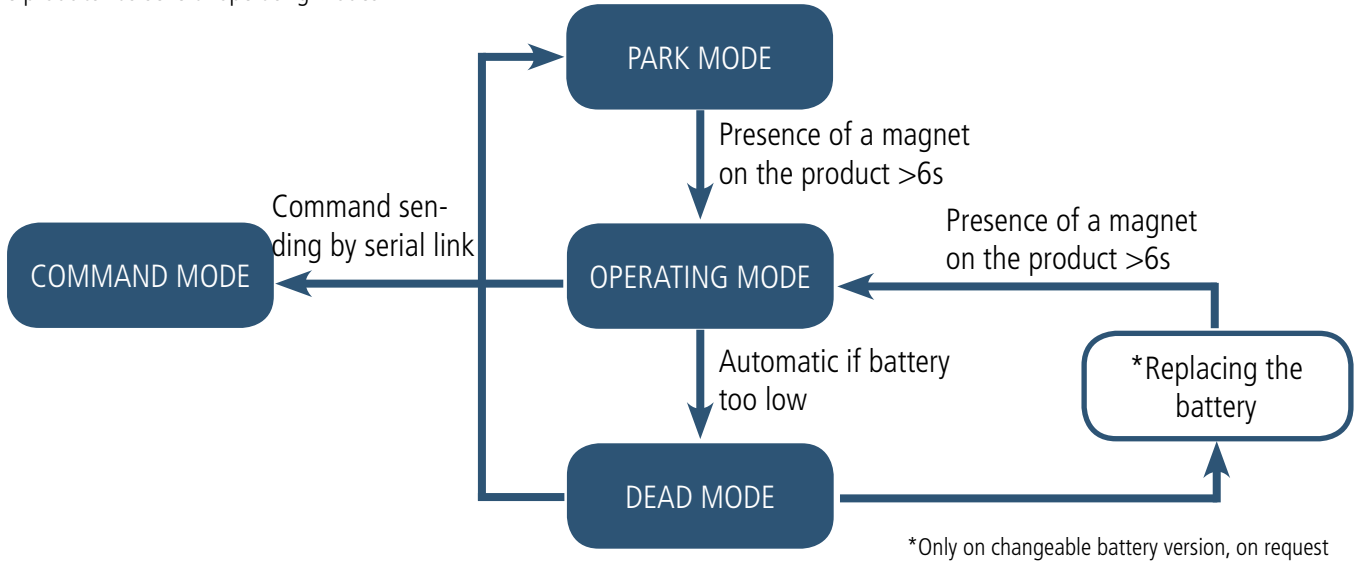 PARK MODE
Presence of a magnet
on the product >6s
Command sen-
ding by serial link
Presence of a magnet
on the product >6s
COMMAND MODE
OPERATING MODE
Automatic if battery
too low
*Replacing the
battery
DEAD MODE
*Only on changeable battery version, on request